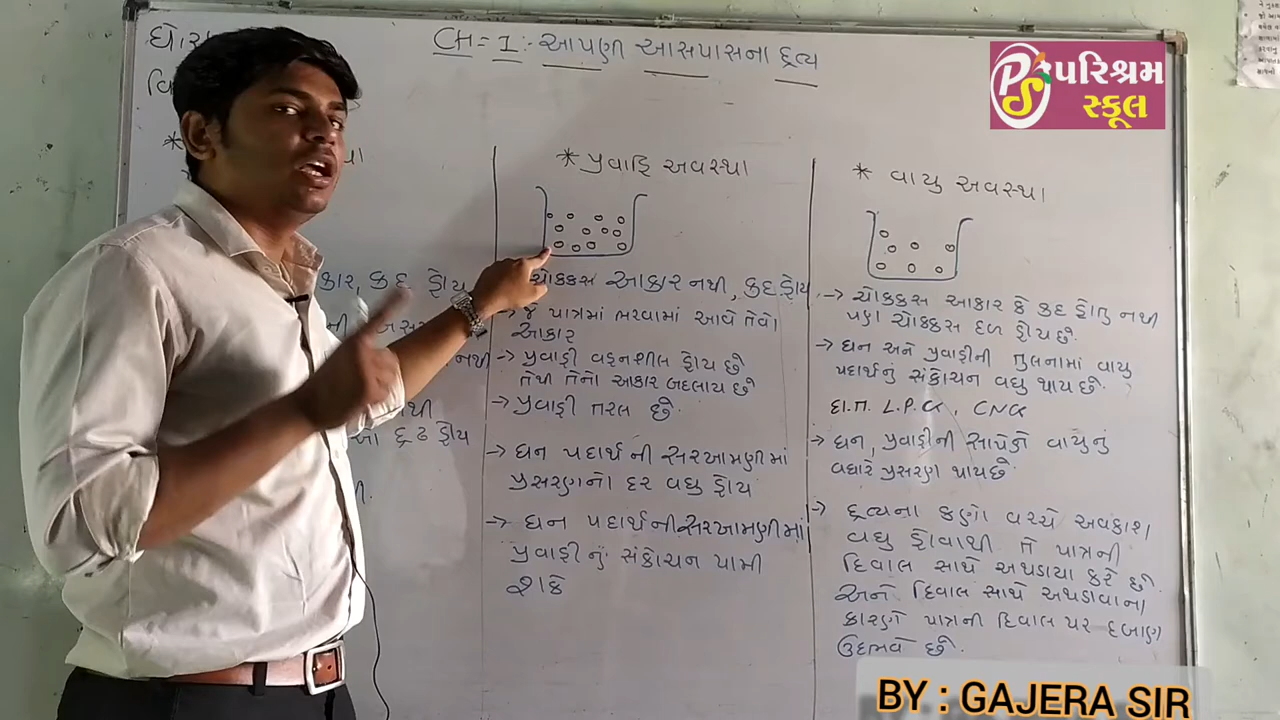 ધો:
CH = 1 :- આપણી આસપાસના દ્રવ્ય
વિ
PS પરિશ્રમ
સ્કૂલ
*
કાર, કદ હોય
નથી
હોય
* પ્રવાહિ અવસ્થા
ચોક્કસ આકાર નથી, કદ હોય
→ જે પાત્રમાં ભરવામાં આવે તેવો
આકાર
→ પ્રવાહી વહનશીલ હોય છે
તેથી તેનો આકાર બદલાય છે
→ પ્રવાહી તરલ છે.
→ ઘન પદાર્થ ની સરખામણીમાં
પ્રસરણનો દર વધુ હોય
→ ઘન પદાર્થની સરખામણીમાં
પ્રવાહીનું સંકોચન પામી
શકે
* વાયુ અવસ્થા
→ ચોક્કસ આકાર કે કદ હોતુ નથી
પણ ચોક્કસ દળ હોય છે.
→ ઘન અને પ્રવાહીની તુલનામાં વાયુ
પદાર્થનું સંકોચન વધુ થાય છે.
દા.ત. L.P.G, CNG
→ ઘન, પ્રવાહીની સાપેક્ષે વાયુનું
વધારે પ્રસરણ થાય છે.
→ દ્રવ્યના કણો વચ્ચે અવકાશ
વધુ હોવાથી તે પાત્રની
દિવાલ સાથે અથડાયા કરે છે.
અને દિવાલ સાથે અથડાવાના
કારણે પાત્રની દિવાલ પર દબાણ
ઉદભવે છે.
BY : GAJERA SIR